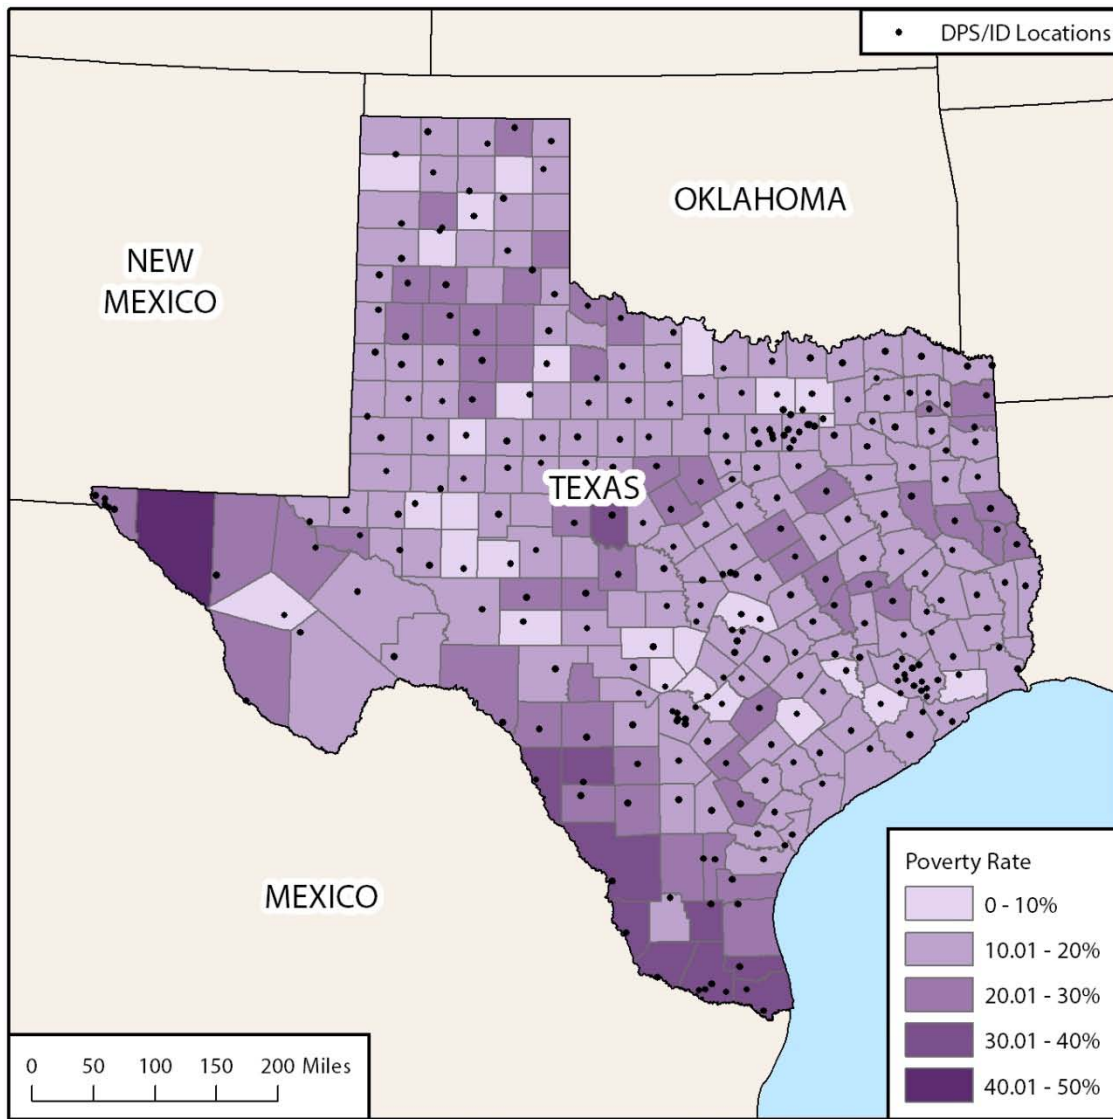 DPS/ID Locations
OKLAHOMA
NEW
MEXICO
TEXAS
MEXICO
Poverty Rate
0 - 10%
10.01 - 20%
20.01 - 30%
30.01 - 40%
40.01 - 50%
0 50 100 150 200 Miles